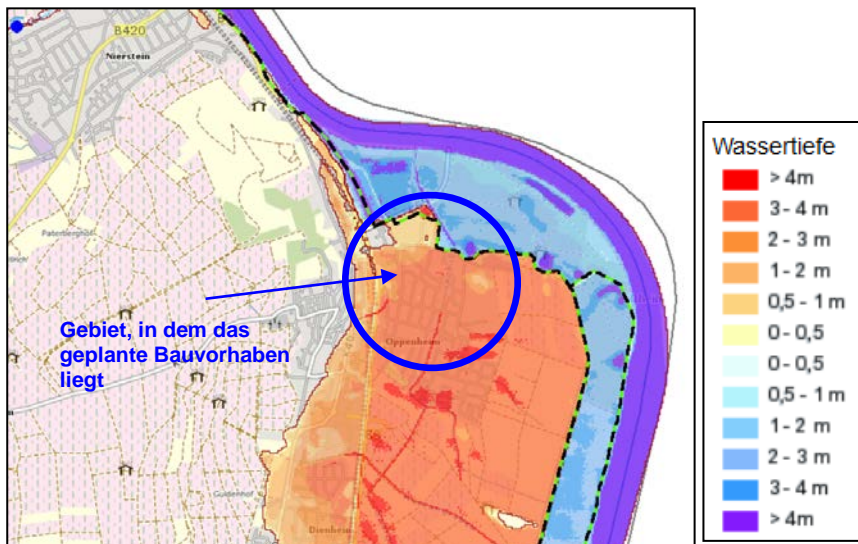 B420
Nierstein
Paterberghof
Gebiet, in dem das
geplante Bauvorhaben
liegt
Oppenheim
Guldenhof
Dienheim
Wassertiefe
> 4m
3- 4 m
2 - 3 m
1 - 2 m
0,5 - 1 m
0 - 0,5
0 - 0,5
0,5 - 1 m
1 - 2 m
2 - 3 m
3 - 4 m
> 4m